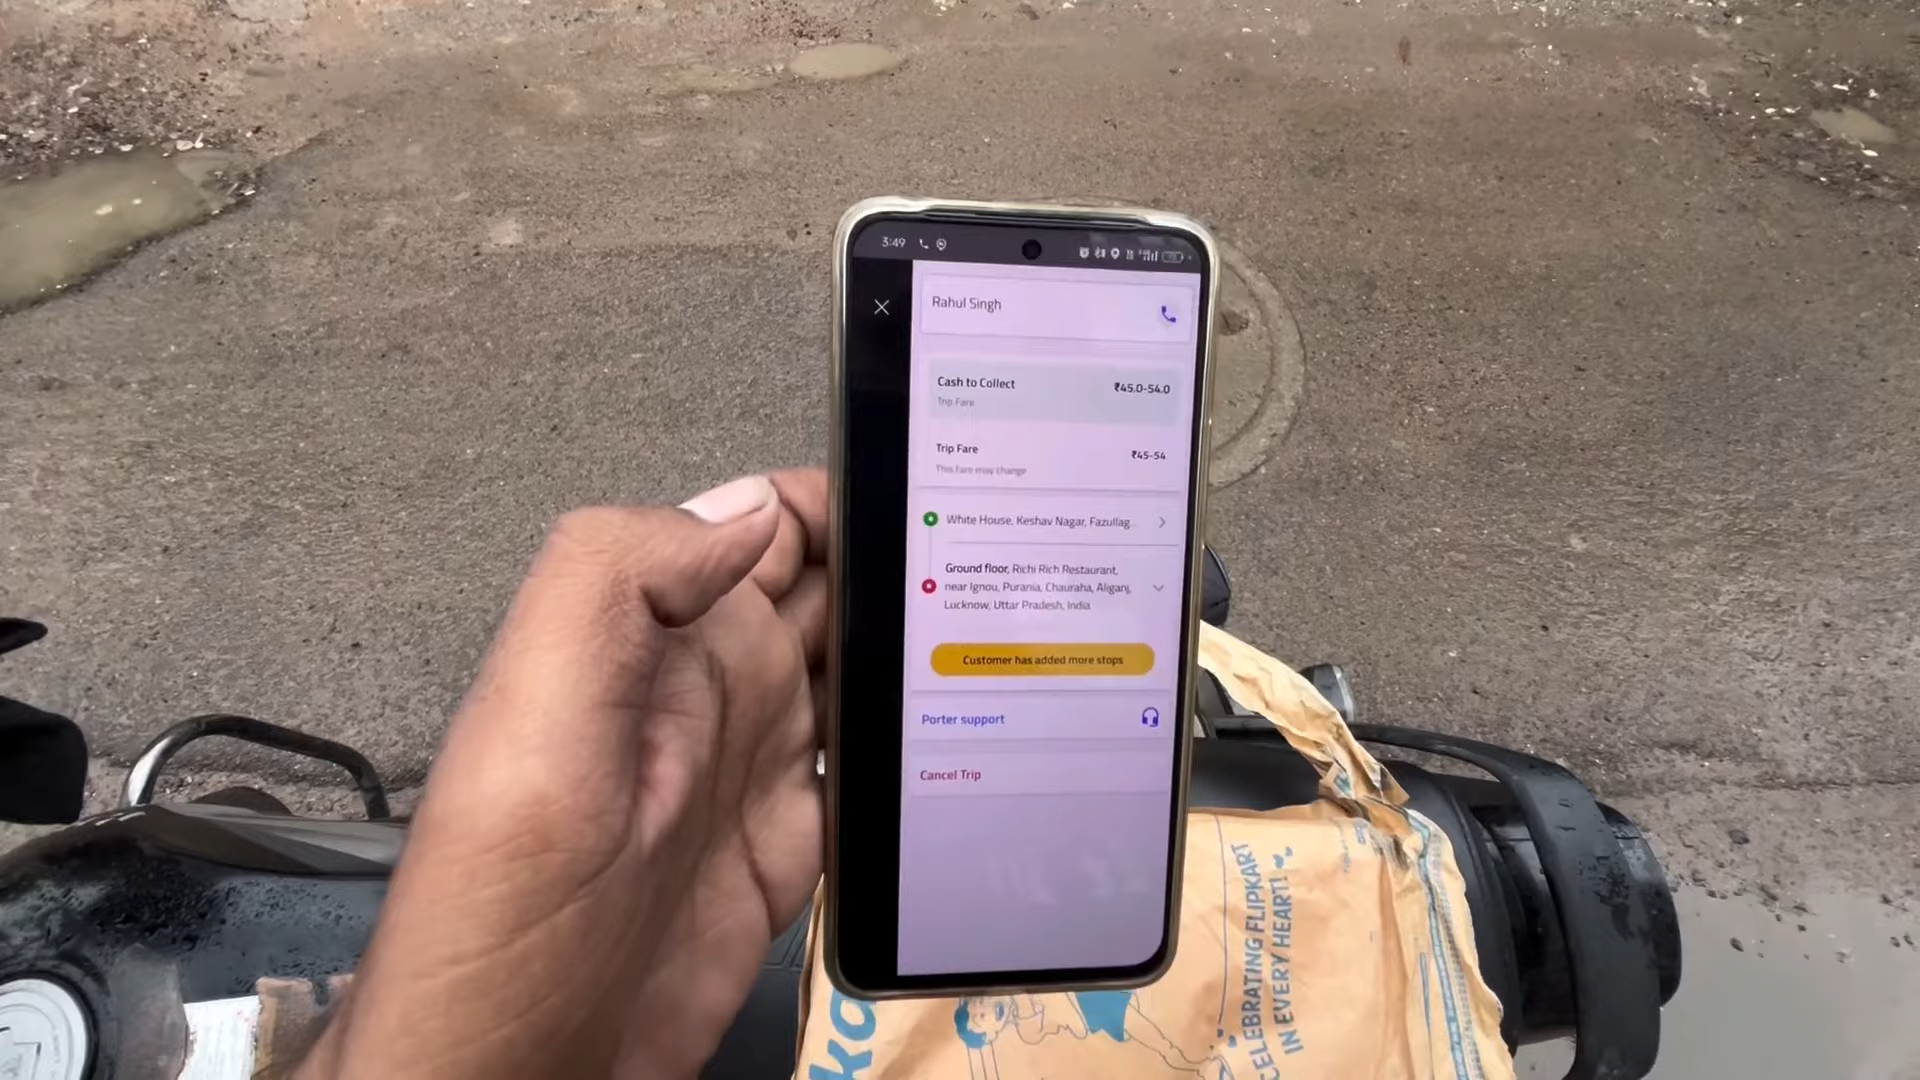 3:49
Rahul Singh
Cash to Collect
₹45.0-54.0
Trip Fare
Trip Fare
₹45-54
This fare may change
White House, Keshav Nagar, Fazullag...
Ground floor, Richi Rich Restaurant,
near Ignou, Purania, Chauraha, Aliganj,
Lucknow, Uttar Pradesh, India
Customer has added more stops
Porter support
Cancel Trip
CELEBRATING FLIPKART
IN EVERY HEART!